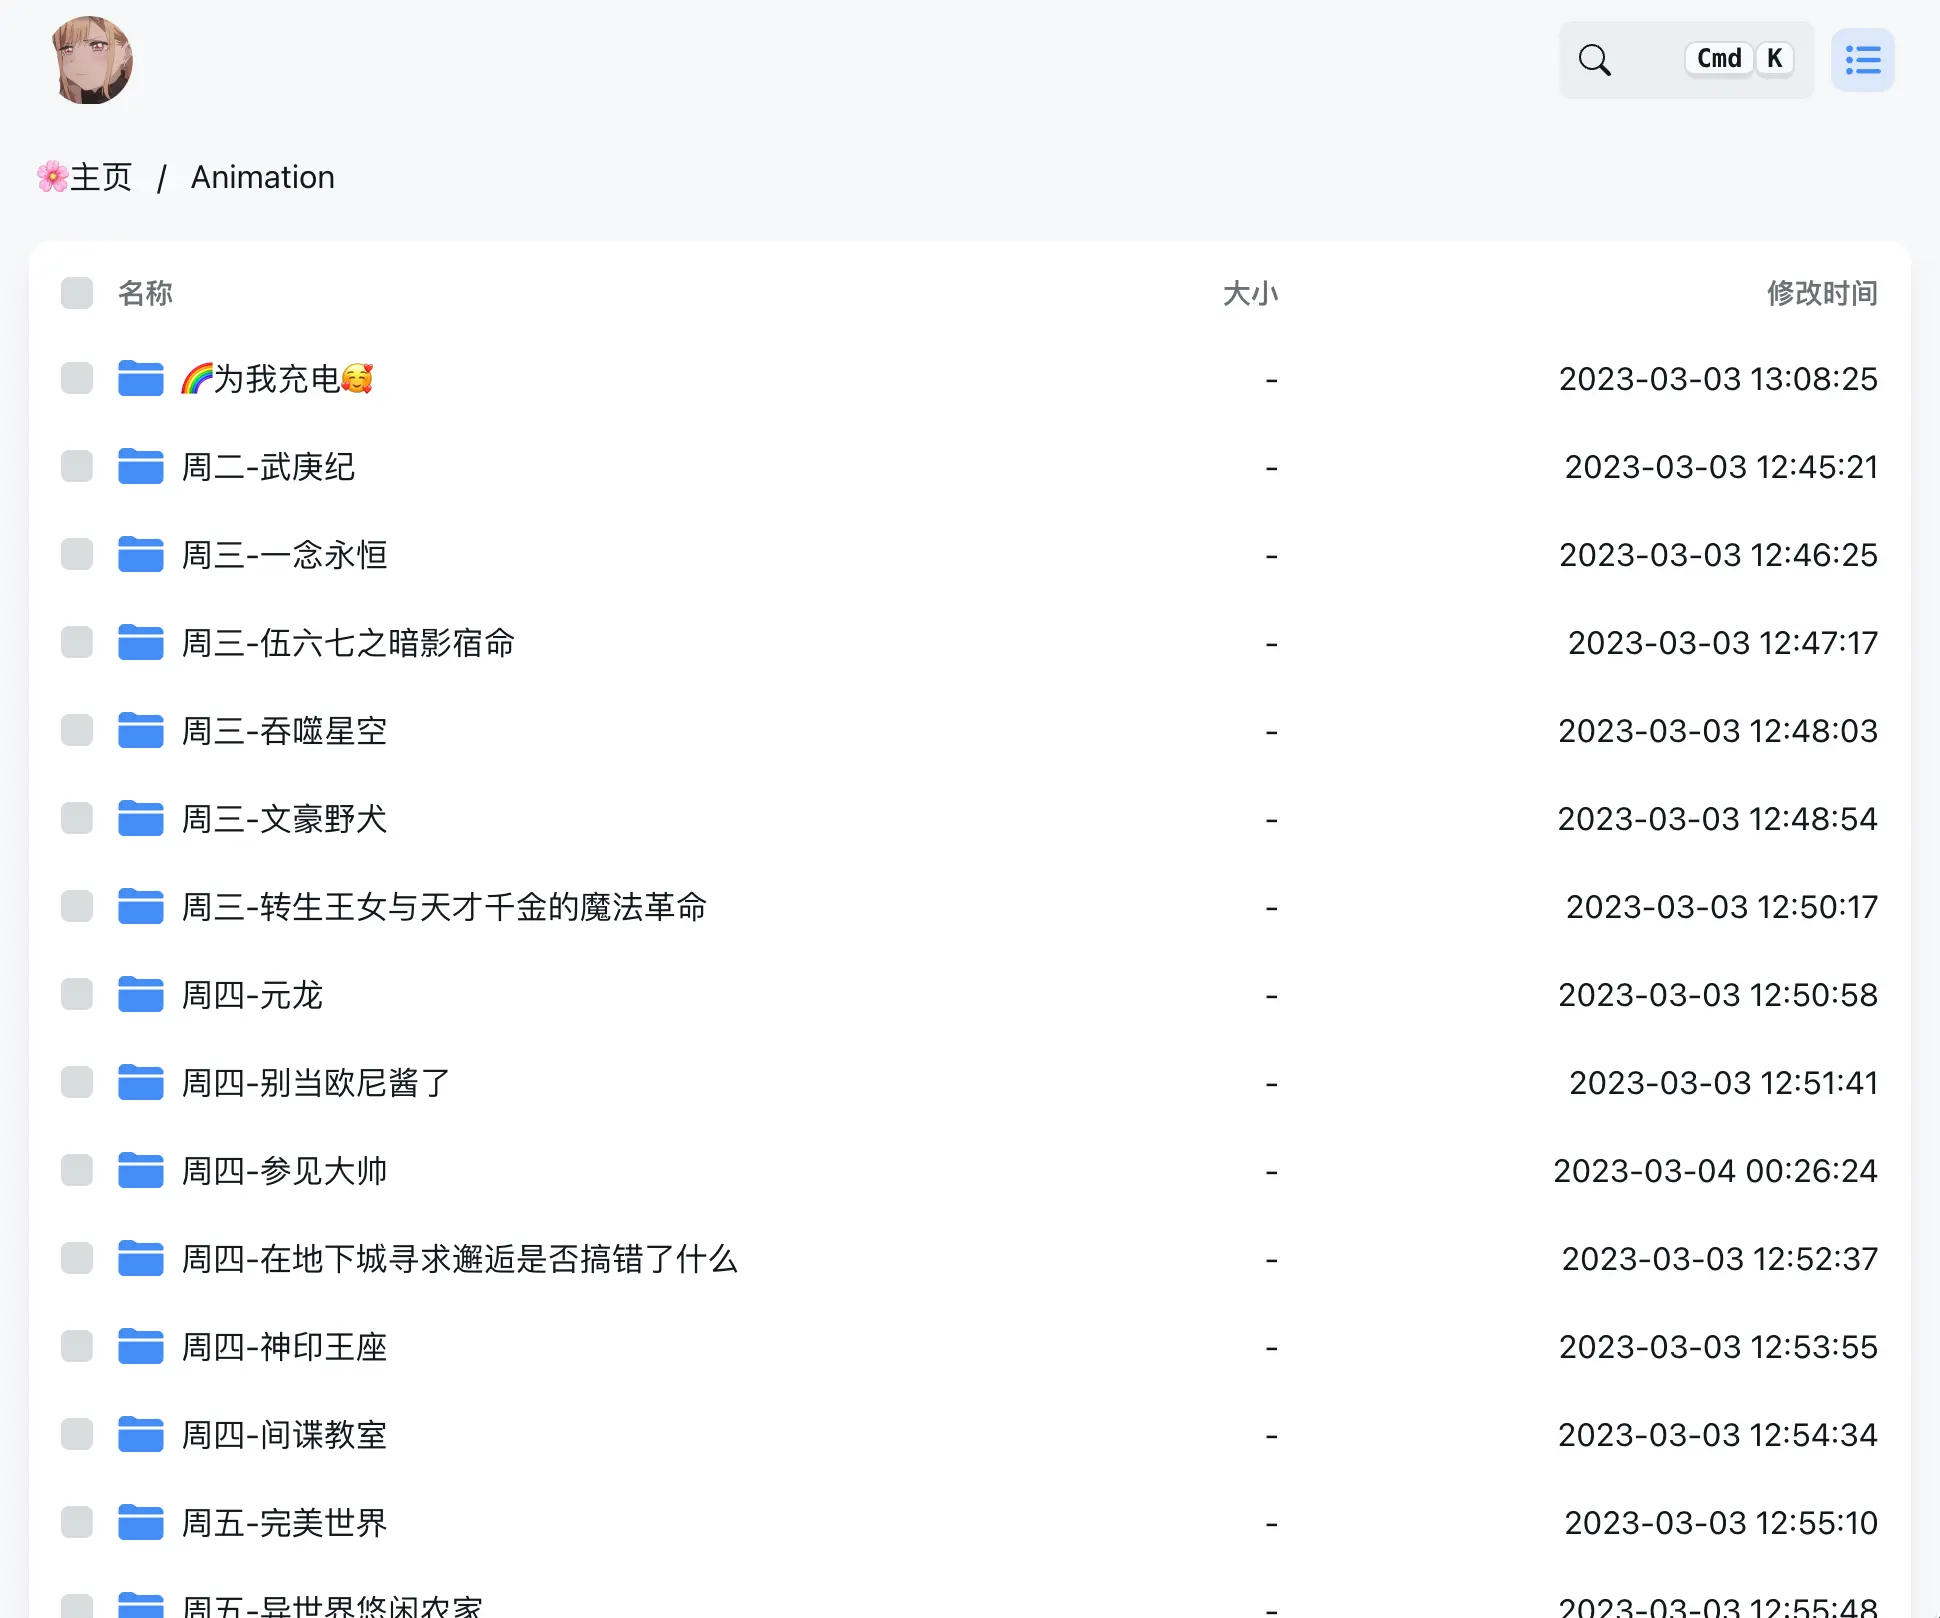 Cmd K
🌸主页 / Animation
名称 大小 修改时间
🌈为我充电🥰 - 2023-03-03 13:08:25
周二-武庚纪 - 2023-03-03 12:45:21
周三-一念永恒 - 2023-03-03 12:46:25
周三-伍六七之暗影宿命 - 2023-03-03 12:47:17
周三-吞噬星空 - 2023-03-03 12:48:03
周三-文豪野犬 - 2023-03-03 12:48:54
周三-转生王女与天才千金的魔法革命 - 2023-03-03 12:50:17
周四-元龙 - 2023-03-03 12:50:58
周四-别当欧尼酱了 - 2023-03-03 12:51:41
周四-参见大帅 - 2023-03-04 00:26:24
周四-在地下城寻求邂逅是否搞错了什么 - 2023-03-03 12:52:37
周四-神印王座 - 2023-03-03 12:53:55
周四-间谍教室 - 2023-03-03 12:54:34
周五-完美世界 - 2023-03-03 12:55:10
周五-异世界悠闲农家 - 2023-03-03 12:55:48